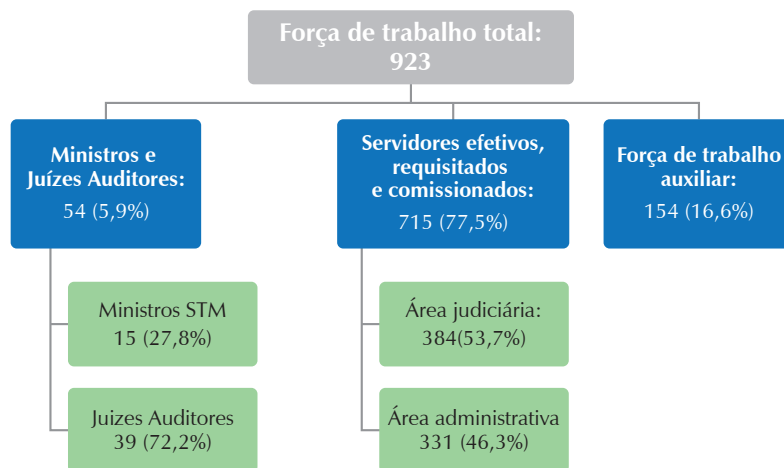 Força de trabalho total:
923
Ministros e
Juízes Auditores:
54 (5,9%)
Servidores efetivos,
requisitados
e comissionados:
715 (77,5%)
Força de trabalho
auxiliar:
154 (16,6%)
Ministros STM
15 (27,8%)
Área judiciária:
384(53,7%)
Juizes Auditores
39 (72,2%)
Área administrativa
331 (46,3%)